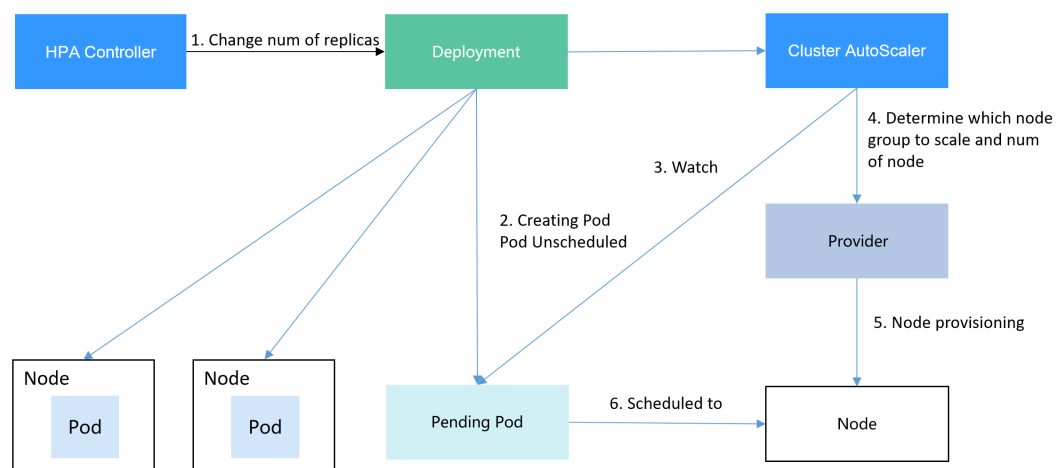 HPA Controller
1. Change num of replicas
Deployment
Cluster AutoScaler
4. Determine which node
group to scale and num
of node
3. Watch
2. Creating Pod
Pod Unscheduled
Provider
5. Node provisioning
Node
Pod
Node
Pod
Pending Pod
6. Scheduled to
Node